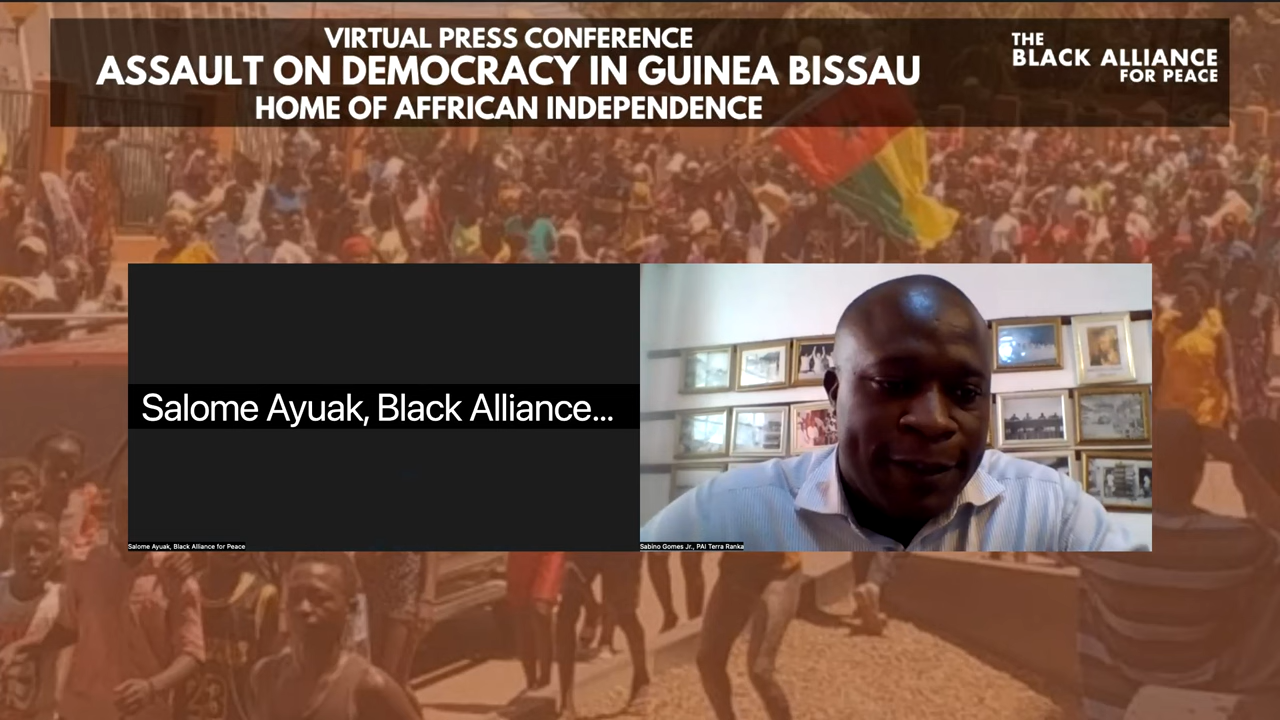 VIRTUAL PRESS CONFERENCE
ASSAULT ON DEMOCRACY IN GUINEA BISSAU
HOME OF AFFRICAN INDEPENDENCE
THE
BLACK ALLIANCE
FOR PEACE
Salome Ayuak, Black Alliance...
Salome Ayuak, Black Alliance for Peace
Sabino Gomes Jr., PAI Terra Ranka